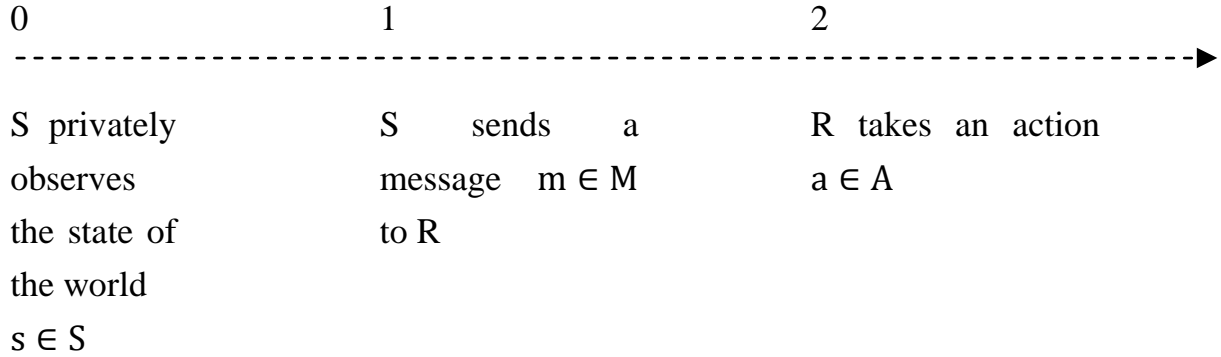 0 1 2
S privately observes the state of the world s ∈ S
S sends a message m ∈ M to R
R takes an action a ∈ A